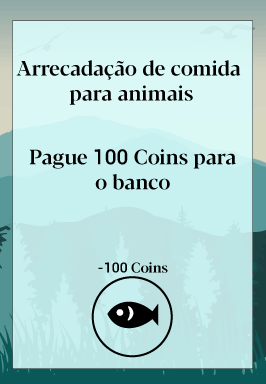 Arrecadação de comida
para animais
Pague 100 Coins para
o banco
-100 Coins